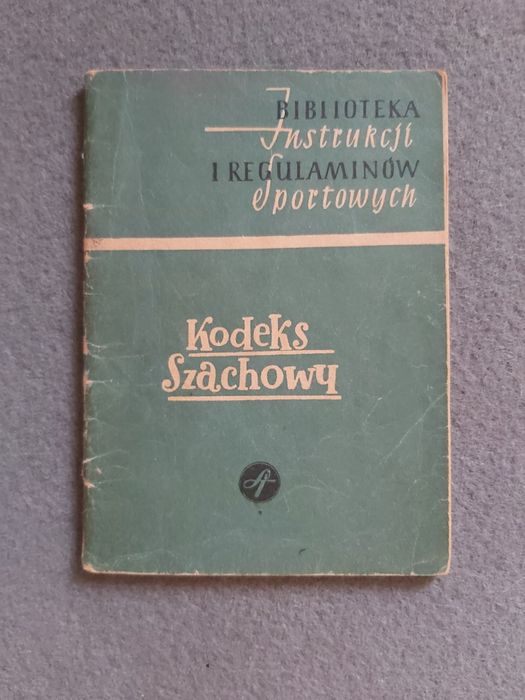 BIBLIOTEKA
Instrukcji
I REGULAMINÓW
Sportowych
Kodeks
Szachowy